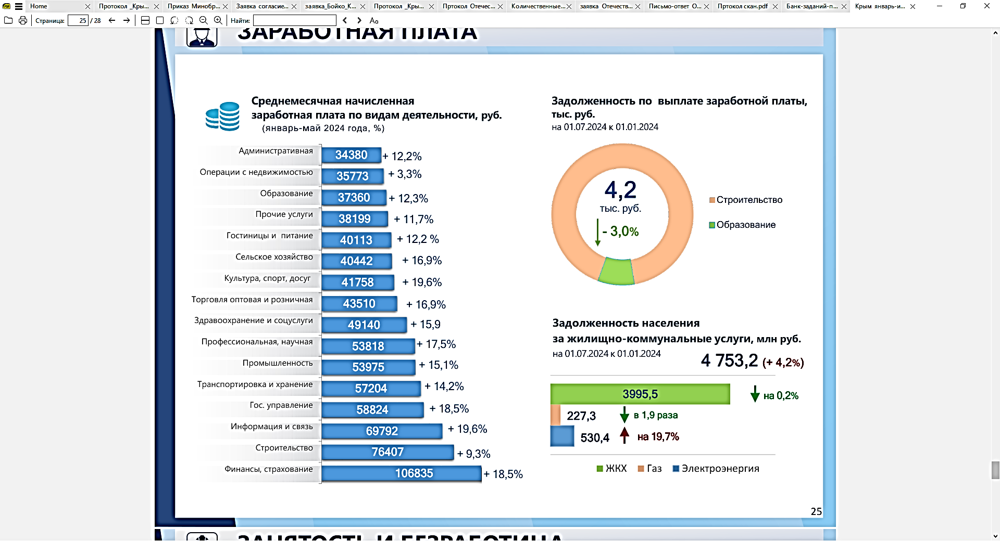 Home
Протокол _Кры...
Приказ Минобр...
Заявка согласие...
заявка_Бойко_К...
Протокол _Кры...
Пртокол Отечес...
Количественные...
заявка Отечеств...
Письмо-ответ О...
Пртокол скан.pdf
Банк-заданий-п...
Крым январь-и...
Страница: 25 / 28
Найти:
Aa
ЗАРАБОТНАЯ ПЛАТА
Среднемесячная начисленная
заработная плата по видам деятельности, руб.
(январь-май 2024 года, %)
Административная 34380 + 12,2%
Операции с недвижимостью 35773 + 3,3%
Образование 37360 + 12,3%
Прочие услуги 38199 + 11,7%
Гостиницы и питание 40113 + 12,2 %
Сельское хозяйство 40442 + 16,9%
Культура, спорт, досуг 41758 + 19,6%
Торговля оптовая и розничная 43510 + 16,9%
Здравоохранение и соцуслуги 49140 + 15,9
Профессиональная, научная 53818 + 17,5%
Промышленность 53975 + 15,1%
Транспортировка и хранение 57204 + 14,2%
Гос. управление 58824 + 18,5%
Информация и связь 69792 + 19,6%
Строительство 76407 + 9,3%
Финансы, страхование 106835 + 18,5%
Задолженность по выплате заработной платы,
тыс. руб.
на 01.07.2024 к 01.01.2024
4,2
тыс. руб.
- 3,0%
Строительство
Образование
Задолженность населения
за жилищно-коммунальные услуги, млн руб.
на 01.07.2024 к 01.01.2024
4 753,2 (+ 4,2%)
3995,5 на 0,2%
227,3 в 1,9 раза
530,4 на 19,7%
ЖКХ Газ Электроэнергия
25
ЗАНЯТОСТЬ И БЕЗРАБОТИЦА